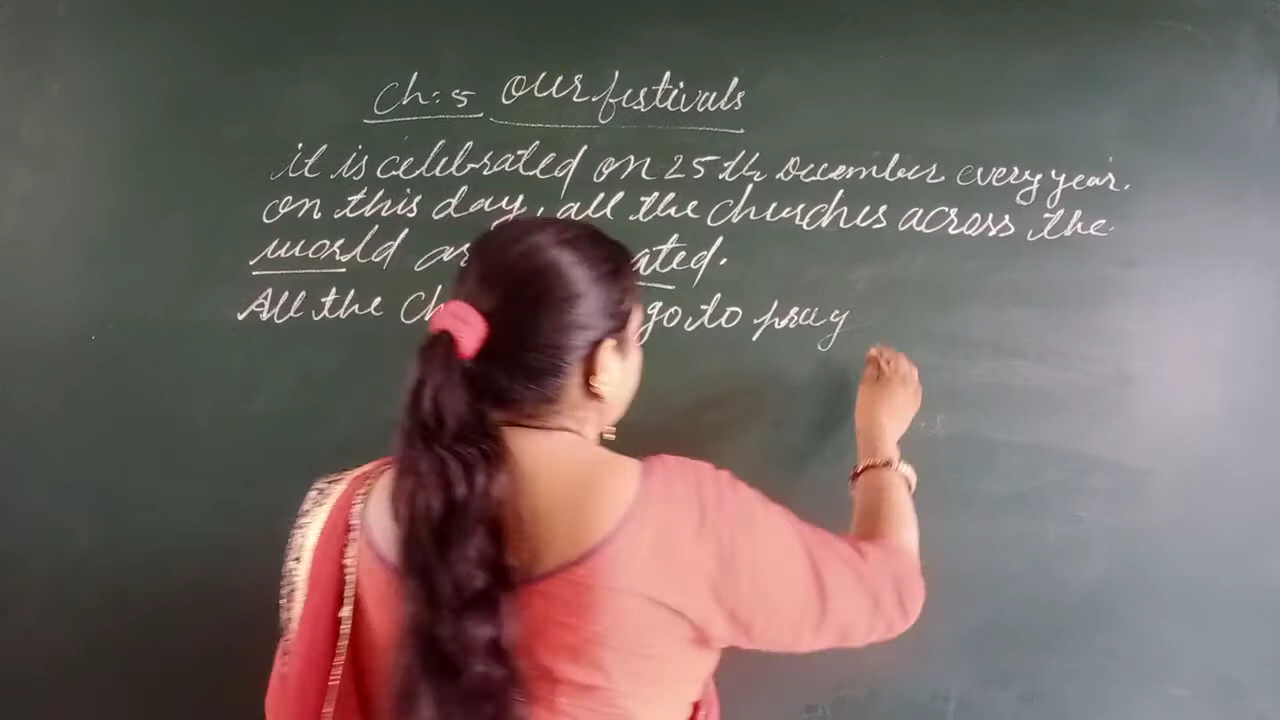 Ch:5 Our festivals
it is celebrated on 25th December every year.
on this day, all the churches across the
world ated.
All the go to pray